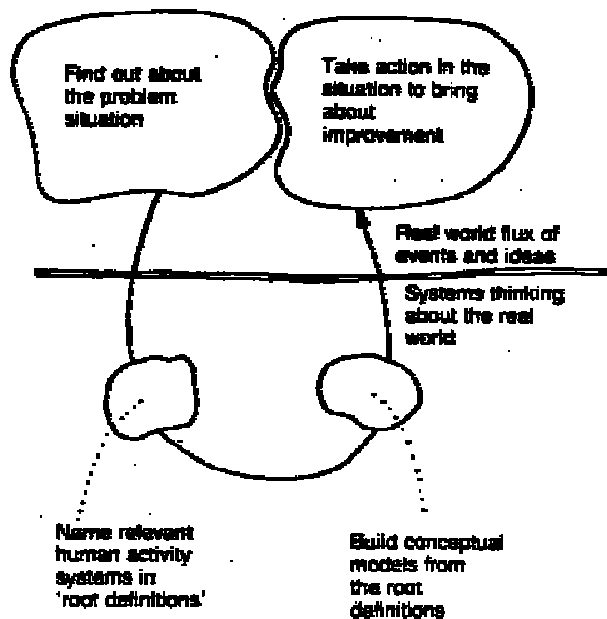 Find out about
the problem
situation
Take action in the
situation to bring
about
improvement
Real world flux of
events and ideas
Systems thinking
about the real
world
Name relevant
human activity
systems in
'root definitions'
Build conceptual
models from
the root
definitions